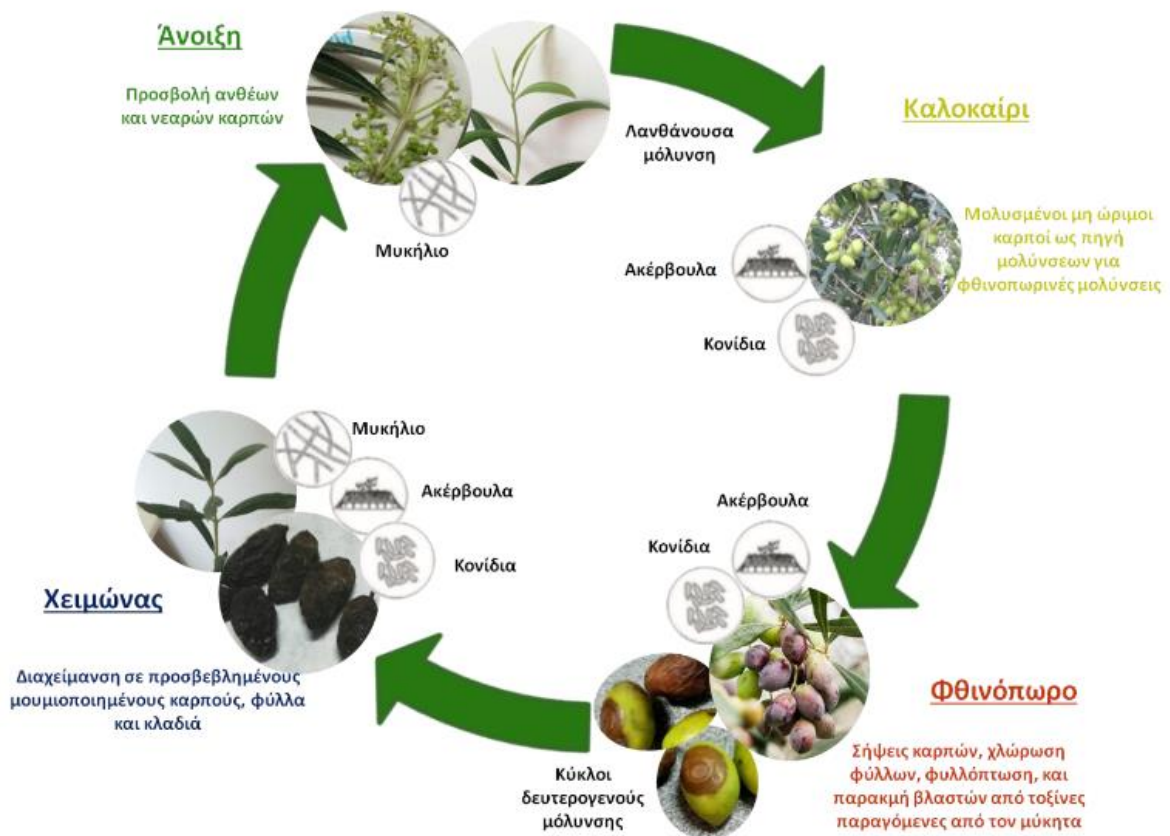 Άνοιξη
Προσβολή ανθέων
και νεαρών καρπών
Μυκήλιο
Λανθάνουσα
μόλυνση
Καλοκαίρι
Μολυσμένοι μη ώριμοι
καρποί ως πηγή
μολύνσεων για
φθινοπωρινές μολύνσεις
Ακέρβουλα
Κονίδια
Ακέρβουλα
Κονίδια
Φθινόπωρο
Σήψεις καρπών, χλώρωση
φύλλων, φυλλόπτωση, και
παρακμή βλαστών από τοξίνες
παραγόμενες από τον μύκητα
Κύκλοι
δευτερογενούς
μόλυνσης
Μυκήλιο
Ακέρβουλα
Κονίδια
Χειμώνας
Διαχείμανση σε προσβεβλημένους
μουμιοποιημένους καρπούς, φύλλα
και κλαδιά